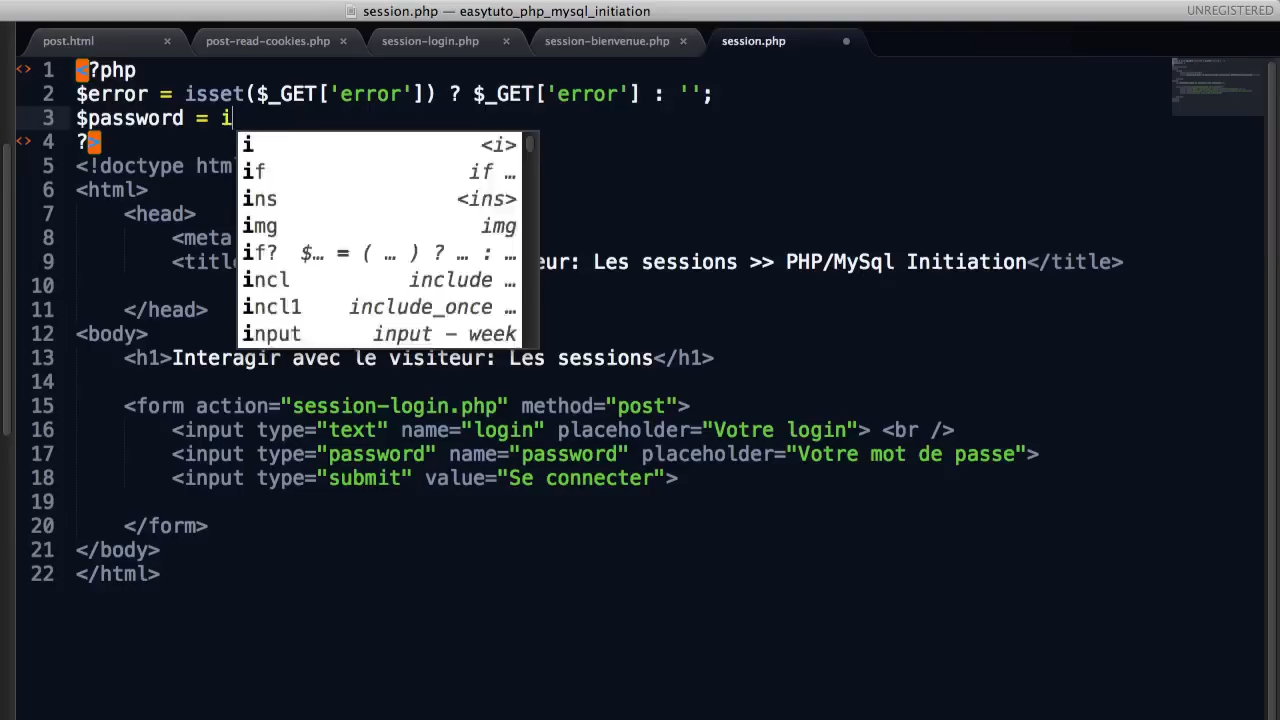 session.php — easytuto_php_mysql_initiation
UNREGISTERED
post.html × post-read-cookies.php × session-login.php × session-bienvenue.php × session.php
1 <?php
2 $error = isset($_GET['error']) ? $_GET['error'] : '';
3 $password = i
4 ?>
i <i>
if if …
ins <ins>
img img
if? $… = ( … ) ? … : …
incl include …
incl1 include_once …
input input - week
5 <!doctype htm
6 <html>
7 <head>
8 <meta
9 <titl eur: Les sessions >> PHP/MySql Initiation</title>
10
11 </head>
12 <body>
13 <h1>Interagir avec le visiteur: Les sessions</h1>
14
15 <form action="session-login.php" method="post">
16 <input type="text" name="login" placeholder="Votre login"> <br />
17 <input type="password" name="password" placeholder="Votre mot de passe">
18 <input type="submit" value="Se connecter">
19
20 </form>
21 </body>
22 </html>